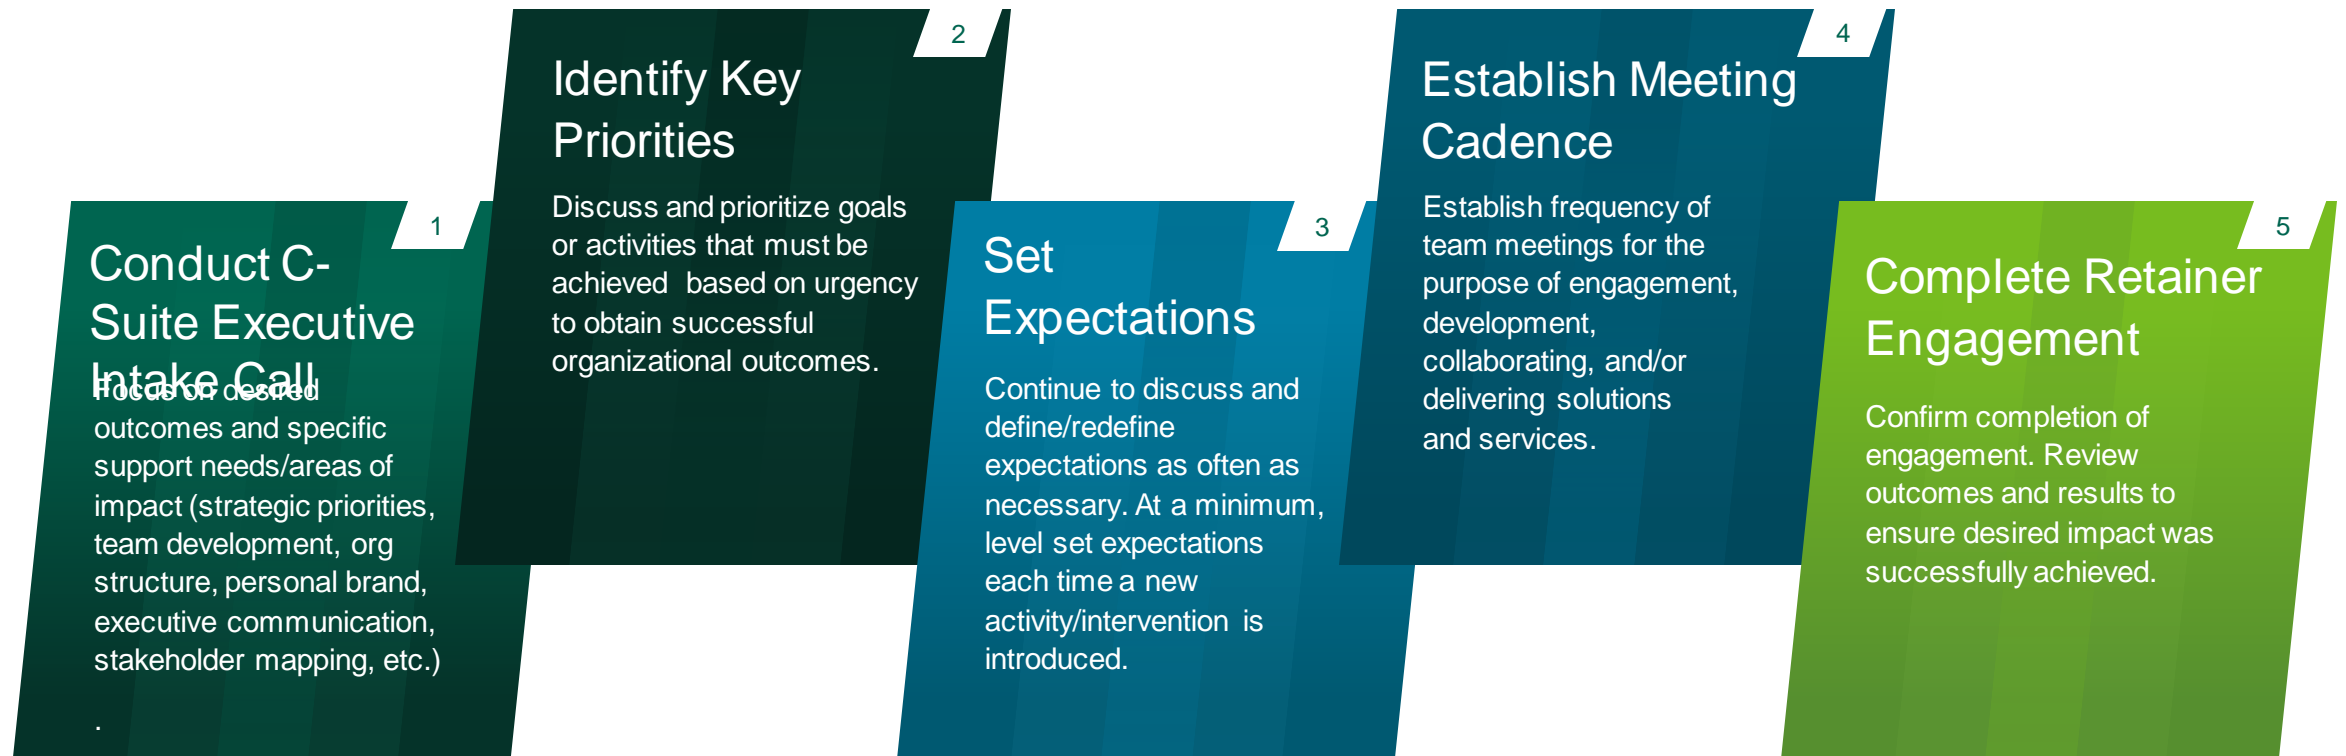 1
Conduct C-
Suite Executive
Intake Call
Focus on desired
outcomes and specific
support needs/areas of
impact (strategic priorities,
team development, org
structure, personal brand,
executive communication,
stakeholder mapping, etc.)
.
2
Identify Key
Priorities
Discuss and prioritize goals
or activities that must be
achieved based on urgency
to obtain successful
organizational outcomes.
3
Set
Expectations
Continue to discuss and
define/redefine
expectations as often as
necessary. At a minimum,
level set expectations
each time a new
activity/intervention is
introduced.
4
Establish Meeting
Cadence
Establish frequency of
team meetings for the
purpose of engagement,
development,
collaborating, and/or
delivering solutions
and services.
5
Complete Retainer
Engagement
Confirm completion of
engagement. Review
outcomes and results to
ensure desired impact was
successfully achieved.